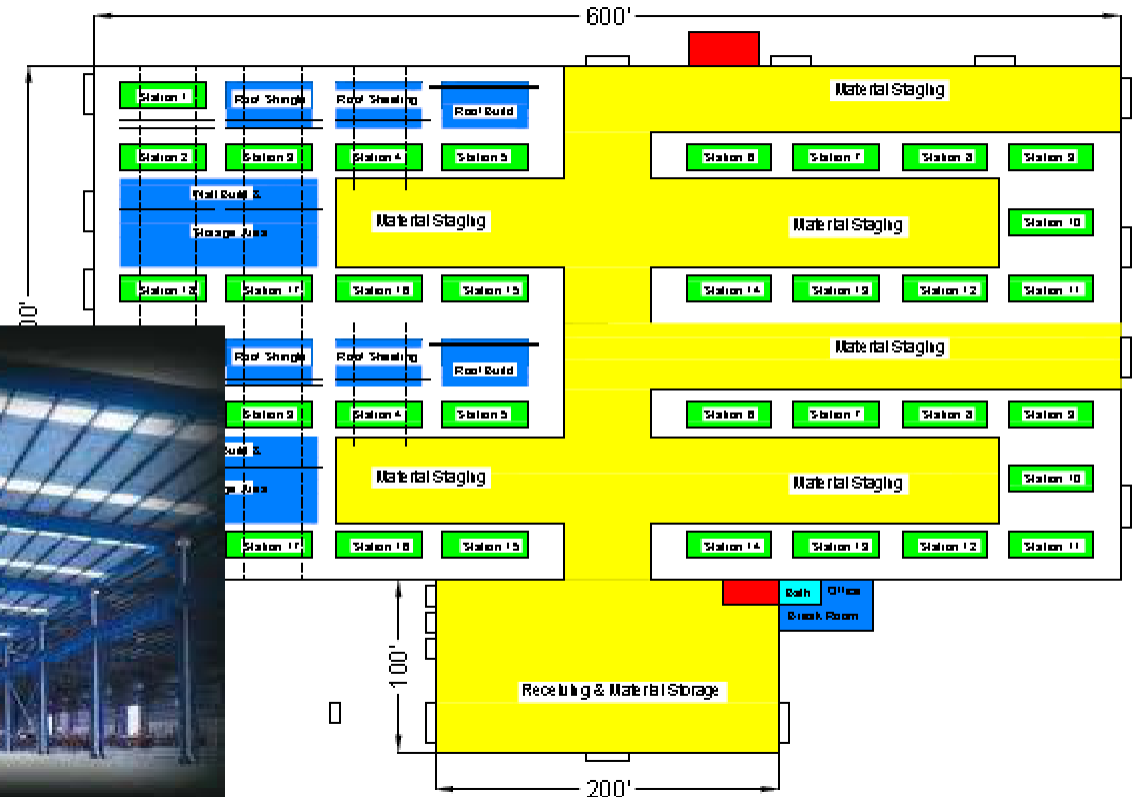 600'
Material Staging
Station 1
Roof Shingle
Roof Sheeting
Roof Build
Station 2
Station 3
Station 4
Station 5
Station 6
Station 7
Station 8
Station 9
Wall Build &
Storage Area
Material Staging
Material Staging
Station 10
Station 18
Station 17
Station 16
Station 15
Station 14
Station 13
Station 12
Station 11
00'
Roof Shingle
Roof Sheeting
Roof Build
Material Staging
Station 3
Station 4
Station 5
Station 6
Station 7
Station 8
Station 9
Build &
Area
Material Staging
Material Staging
Station 10
Station 17
Station 16
Station 15
Station 14
Station 13
Station 12
Station 11
Bath
Office
Break Room
100'
Receiving & Material Storage
200'